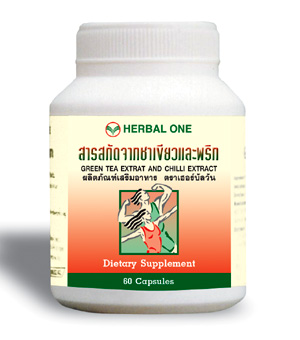 HERBAL ONE
สารสกัดจากชาเขียวและพริก
GREEN TEA EXTRAT AND CHILLI EXTRACT
ผลิตภัณฑ์เสริมอาหาร ตราเฮอร์บัลวัน
Dietary Supplement
60 Capsules